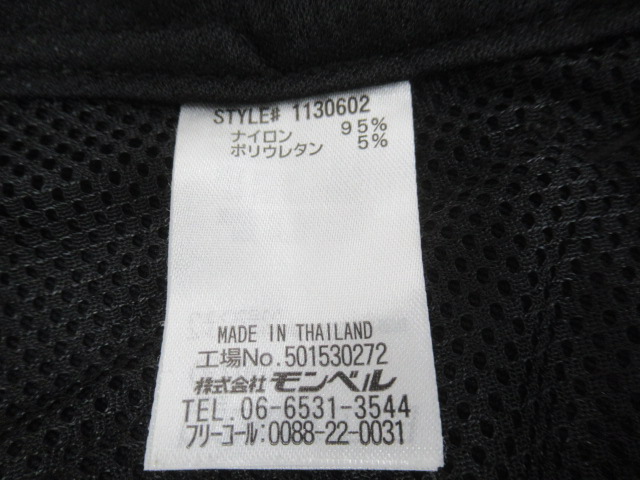 STYLE# 1130602
ナイロン 95%
ポリウレタン 5%
MADE IN THAILAND
工場No.501530272
株式会社 モンベル
TEL. 06-6531-3544
フリーコール:0088-22-0031